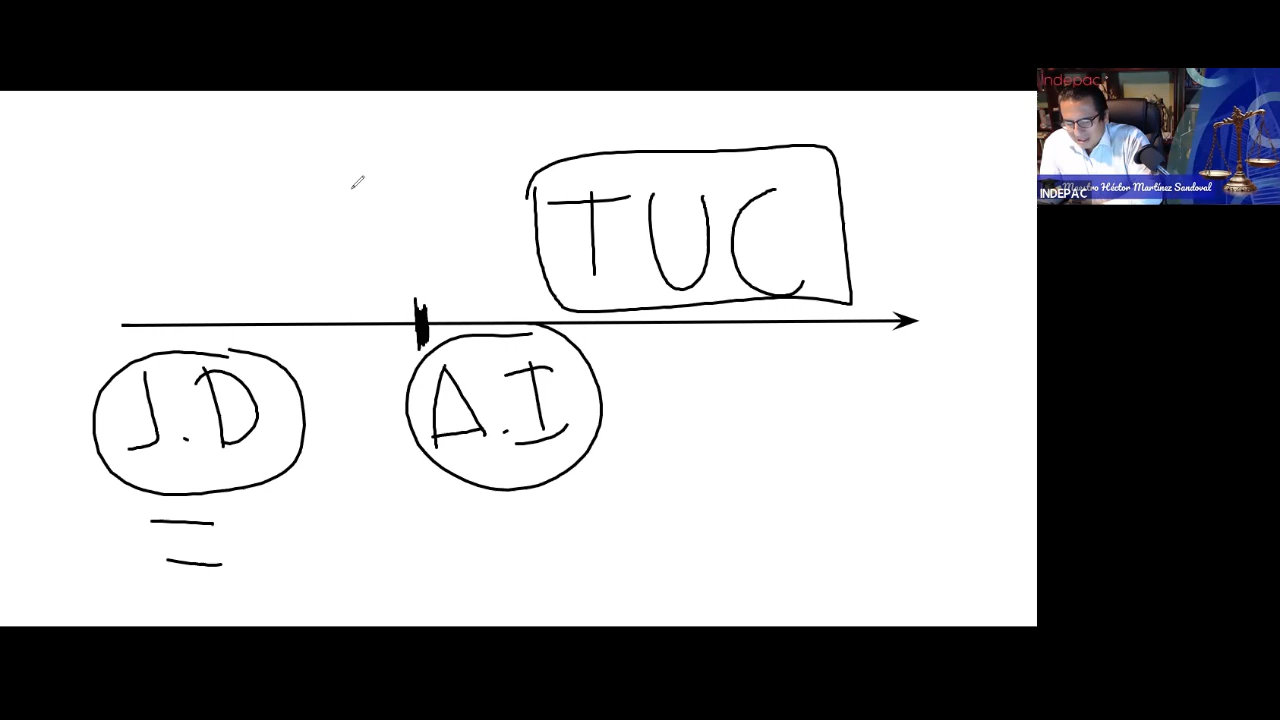 TUC
J.D
A.I
Indepac
Maestro Héctor Martínez Sandoval
INDEPAC